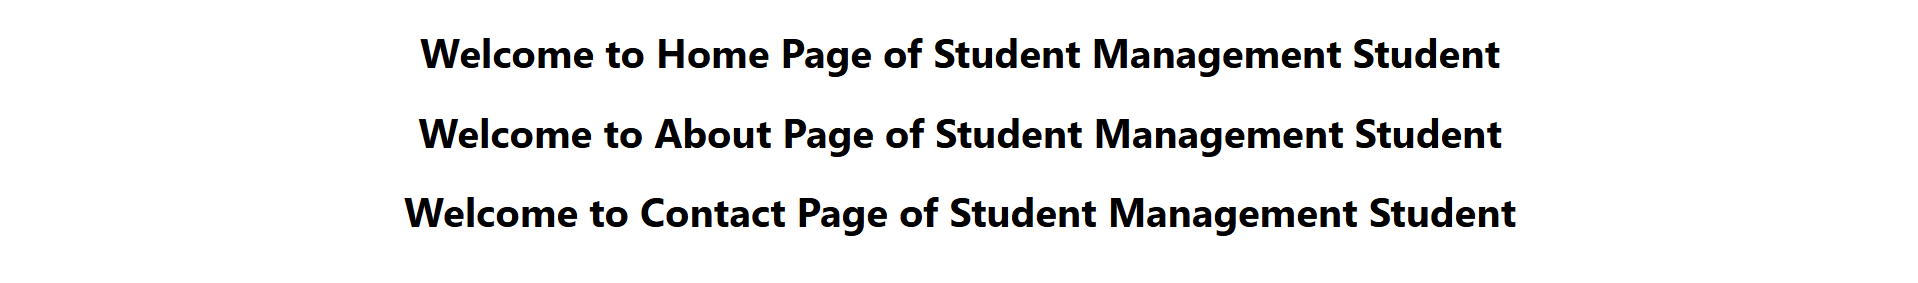 Welcome to Home Page of Student Management Student
Welcome to About Page of Student Management Student
Welcome to Contact Page of Student Management Student